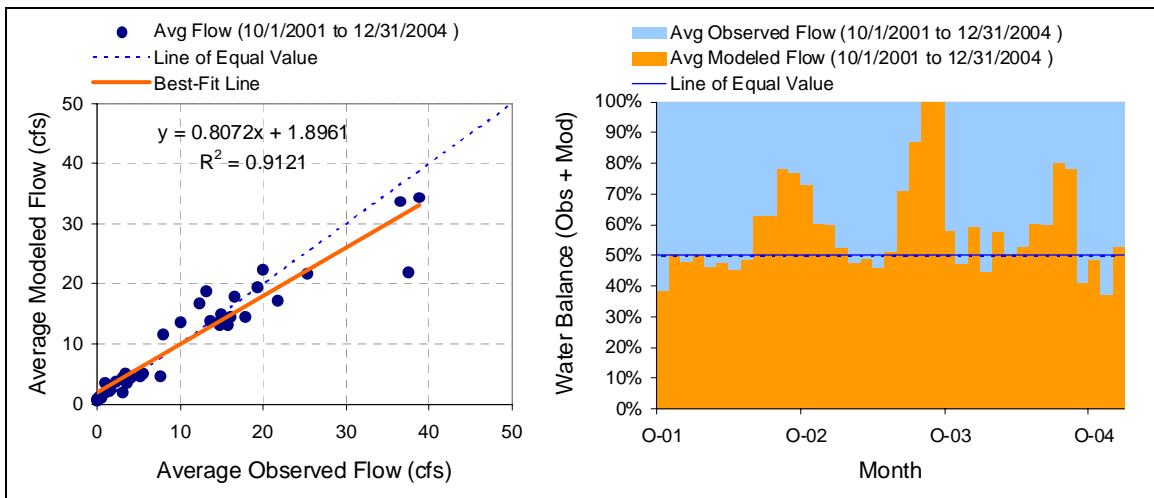 Avg Flow (10/1/2001 to 12/31/2004 )
Line of Equal Value
Best-Fit Line
y = 0.8072x + 1.8961
R² = 0.9121
Average Modeled Flow (cfs)
50
40
30
20
10
0
0 10 20 30 40 50
Average Observed Flow (cfs)
Avg Observed Flow (10/1/2001 to 12/31/2004 )
Avg Modeled Flow (10/1/2001 to 12/31/2004 )
Line of Equal Value
Water Balance (Obs + Mod)
100%
90%
80%
70%
60%
50%
40%
30%
20%
10%
0%
O-01 O-02 O-03 O-04
Month